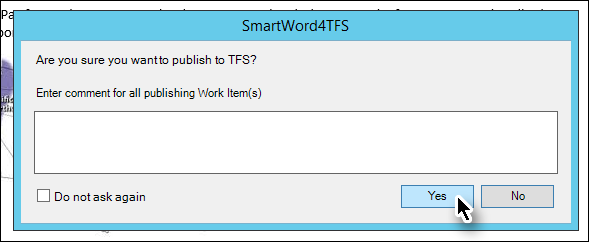 SmartWord4TFS
Are you sure you want to publish to TFS?
Enter comment for all publishing Work Item(s)
Do not ask again
Yes
No